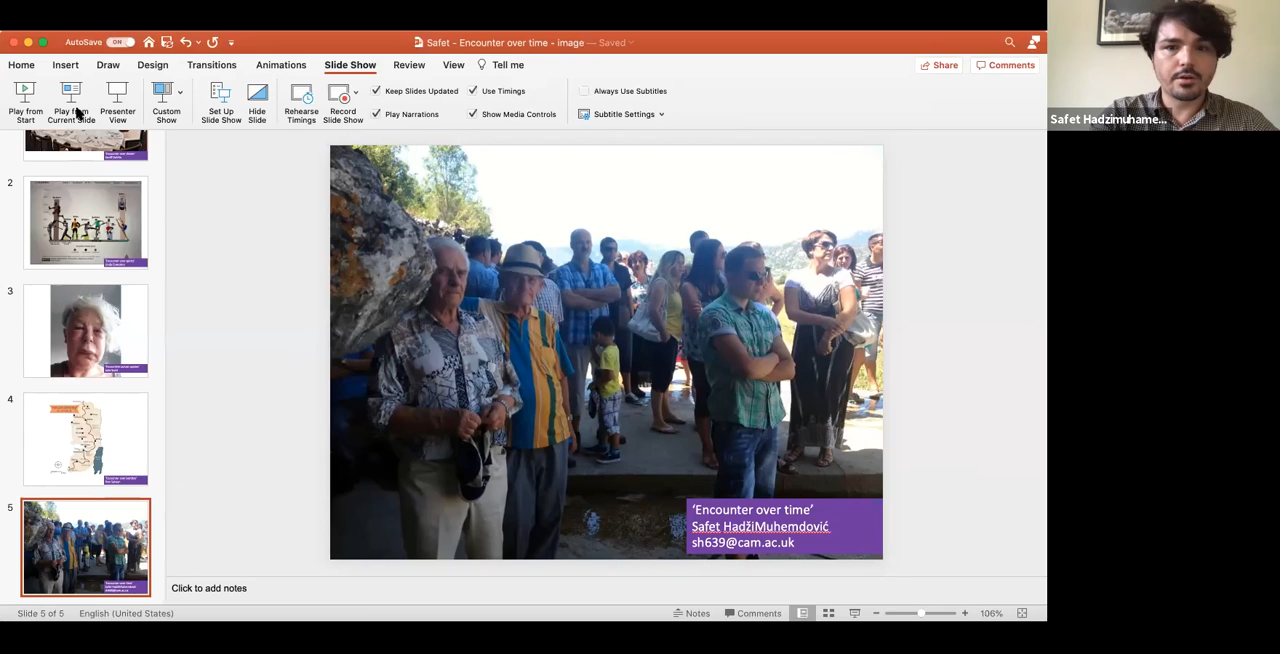 AutoSave ON
Safet - Encounter over time - image — Saved
Home Insert Draw Design Transitions Animations Slide Show Review View Tell me
Share Comments
Play from Start
Play from Current Slide
Presenter View
Custom Show
Set Up Slide Show
Hide Slide
Rehearse Timings
Record Slide Show
Keep Slides Updated
Play Narrations
Use Timings
Show Media Controls
Always Use Subtitles
Subtitle Settings
Safet Hadzimuhame...
2
3
4
5
'Encounter over time'
Safet HadžiMuhemdović
sh639@cam.ac.uk
Click to add notes
Slide 5 of 5 English (United States)
Notes Comments 106%